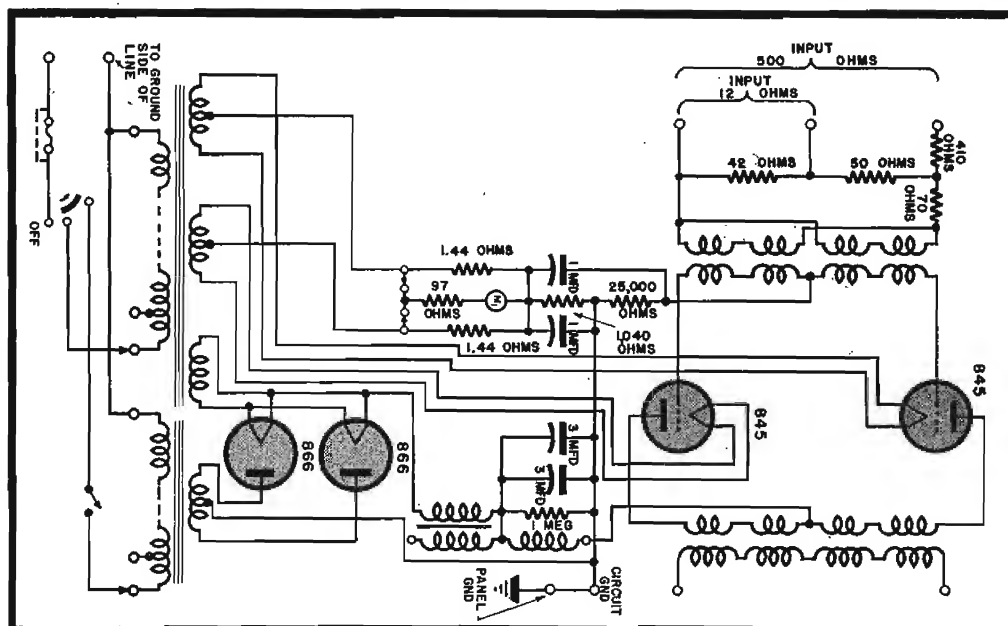 INPUT
500 OHMS
INPUT
12 OHMS
410
OHMS
42 OHMS
50 OHMS
70
OHMS
TO GROUND
SIDE OF
LINE
OFF
1.44 OHMS
1 MFD
97
OHMS
M1
25,000
OHMS
1040
OHMS
1.44 OHMS
1 MFD
845
845
866
866
3 MFD
3 MFD
1 MEG
CIRCUIT
GND
PANEL
GND